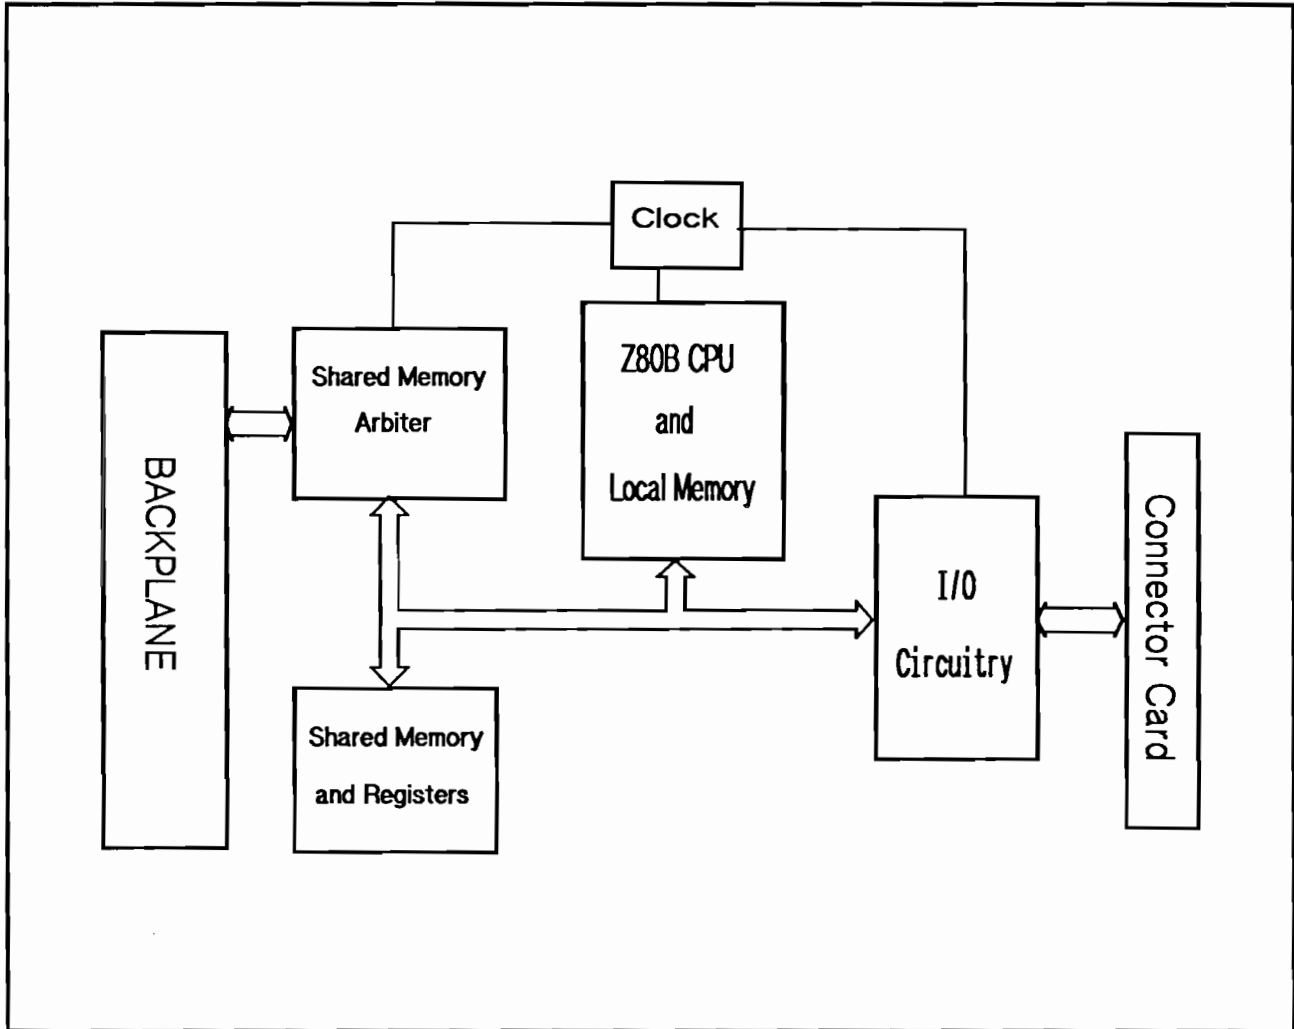 Clock
Z80B CPU
and
Local Memory
Shared Memory
Arbiter
BACKPLANE
I/O
Circuitry
Connector Card
Shared Memory
and Registers